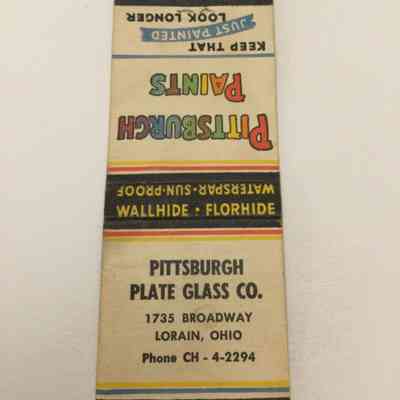 KEEP THAT
JUST PAINTED
LOOK LONGER
PITTSBURGH
PAINTS
WATERSPAR · SUN-PROOF
WALLHIDE · FLORHIDE
PITTSBURGH
PLATE GLASS CO.
1735 BROADWAY
LORAIN, OHIO
Phone CH - 4-2294